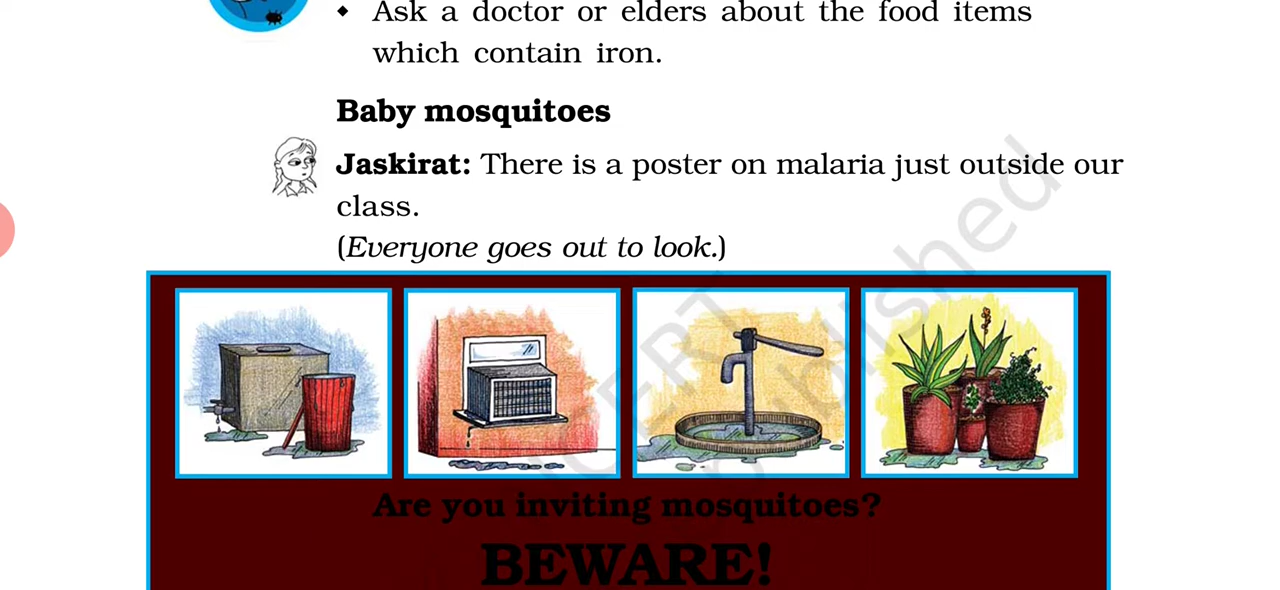 ◆ Ask a doctor or elders about the food items
which contain iron.
Baby mosquitoes
Jaskirat: There is a poster on malaria just outside our
class.
(Everyone goes out to look.)
Are you inviting mosquitoes?
BEWARE!